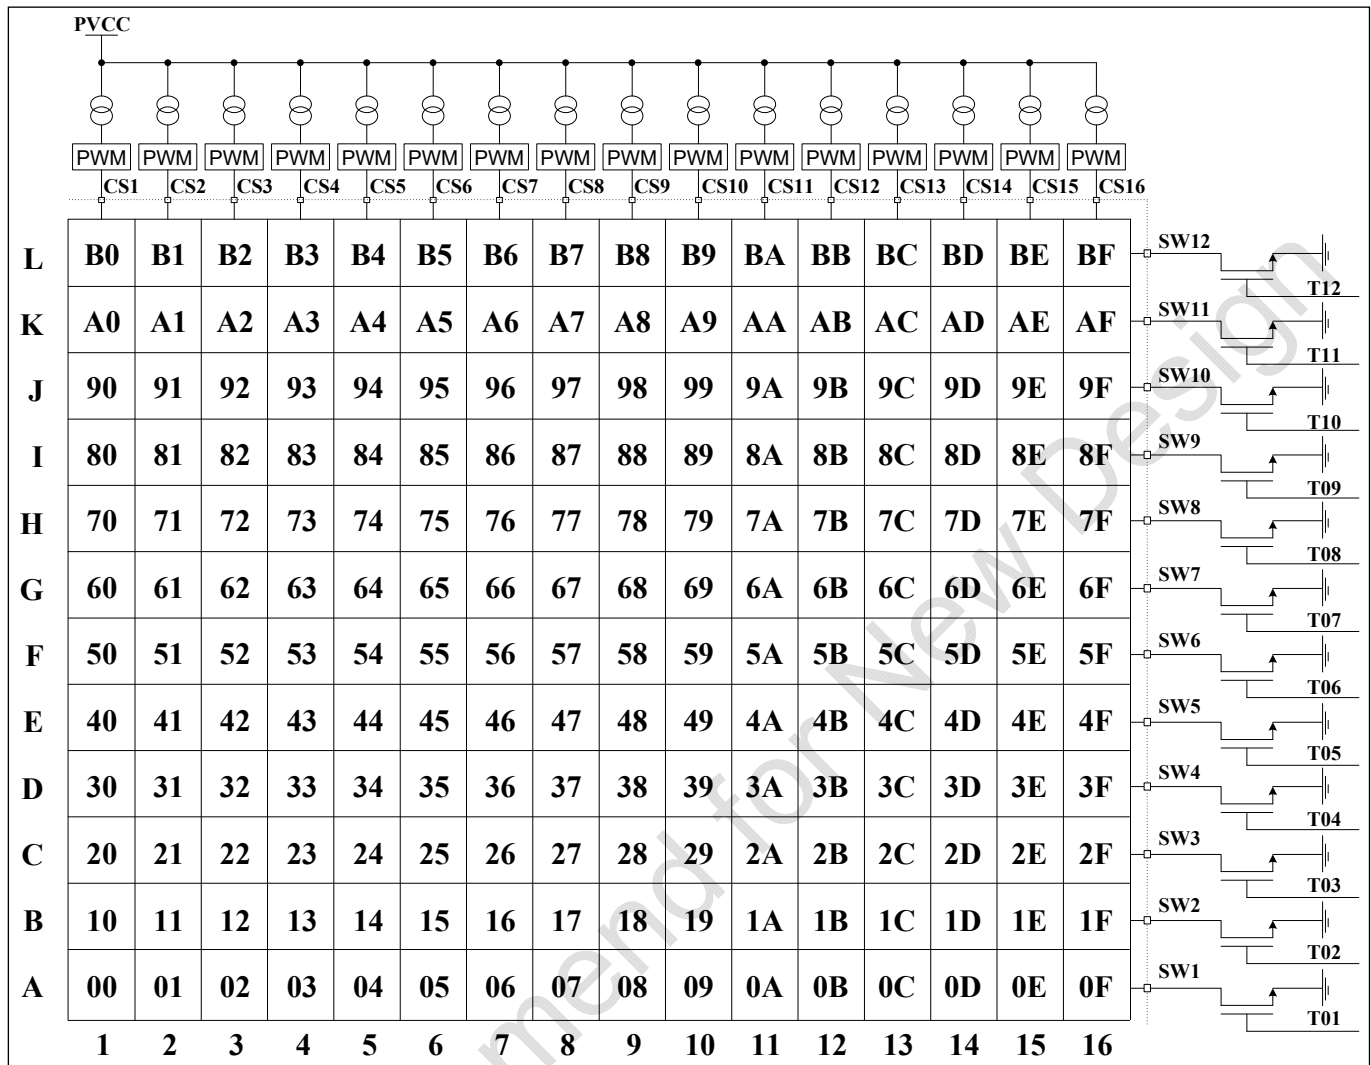 PVCC
PWM PWM PWM PWM PWM PWM PWM PWM PWM PWM PWM PWM PWM PWM PWM PWM
CS1 CS2 CS3 CS4 CS5 CS6 CS7 CS8 CS9 CS10 CS11 CS12 CS13 CS14 CS15 CS16
L B0 B1 B2 B3 B4 B5 B6 B7 B8 B9 BA BB BC BD BE BF SW12
T12
K A0 A1 A2 A3 A4 A5 A6 A7 A8 A9 AA AB AC AD AE AF SW11
T11
J 90 91 92 93 94 95 96 97 98 99 9A 9B 9C 9D 9E 9F SW10
T10
I 80 81 82 83 84 85 86 87 88 89 8A 8B 8C 8D 8E 8F SW9
T09
H 70 71 72 73 74 75 76 77 78 79 7A 7B 7C 7D 7E 7F SW8
T08
G 60 61 62 63 64 65 66 67 68 69 6A 6B 6C 6D 6E 6F SW7
T07
F 50 51 52 53 54 55 56 57 58 59 5A 5B 5C 5D 5E 5F SW6
T06
E 40 41 42 43 44 45 46 47 48 49 4A 4B 4C 4D 4E 4F SW5
T05
D 30 31 32 33 34 35 36 37 38 39 3A 3B 3C 3D 3E 3F SW4
T04
C 20 21 22 23 24 25 26 27 28 29 2A 2B 2C 2D 2E 2F SW3
T03
B 10 11 12 13 14 15 16 17 18 19 1A 1B 1C 1D 1E 1F SW2
T02
A 00 01 02 03 04 05 06 07 08 09 0A 0B 0C 0D 0E 0F SW1
T01
1 2 3 4 5 6 7 8 9 10 11 12 13 14 15 16
mend for New Design